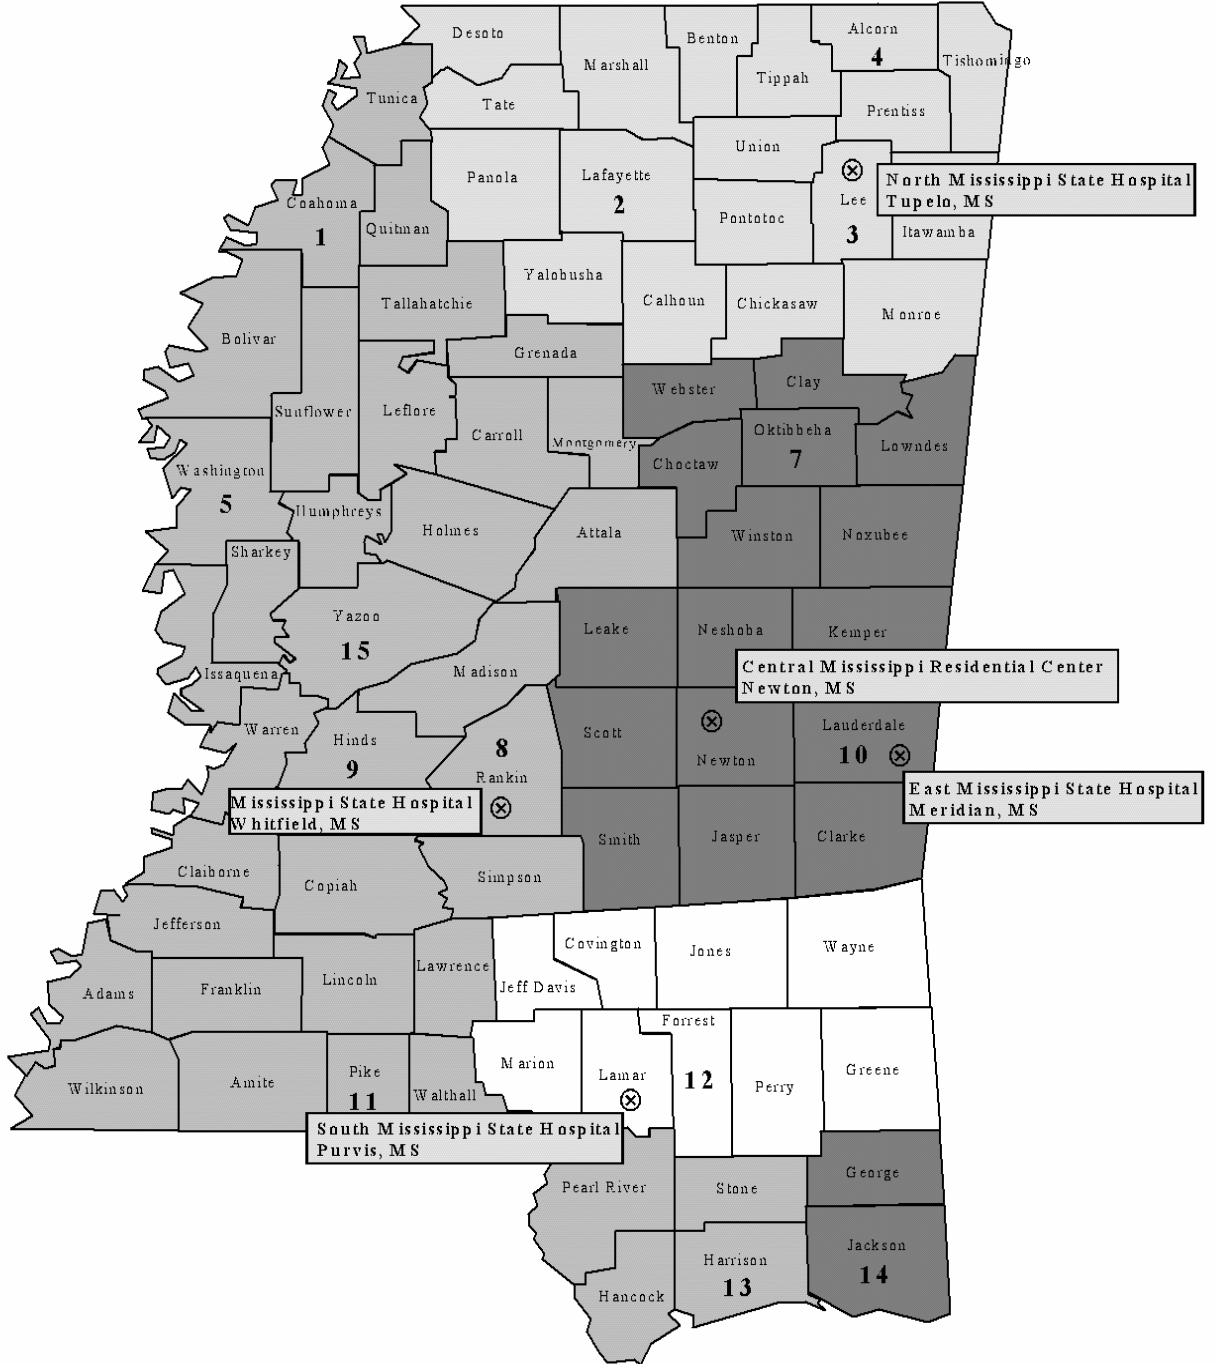 Desoto
Marshall
Benton
Tippah
Alcorn
4
Tishomingo
Tunica
Tate
Prentiss
Union
Panola
Lafayette
2
Pontotoc
Lee
3
North Mississippi State Hospital
Tupelo, MS
Itawamba
Coahoma
1
Quitman
Yalobusha
Tallahatchie
Calhoun
Chickasaw
Monroe
Bolivar
Grenada
Sunflower
Leflore
Webster
Clay
Carroll
Montgomery
Oktibbeha
7
Lowndes
Choctaw
Washington
5
Humphreys
Holmes
Attala
Winston
Noxubee
Sharkey
Yazoo
15
Leake
Neshoba
Kemper
Issaquena
Madison
Central Mississippi Residential Center
Newton, MS
Warren
Hinds
9
8
Rankin
Scott
Newton
Lauderdale
10
Mississippi State Hospital
Whitfield, MS
East Mississippi State Hospital
Meridian, MS
Smith
Jasper
Clarke
Claiborne
Copiah
Simpson
Jefferson
Covington
Jones
Wayne
Adams
Franklin
Lincoln
Lawrence
Jeff Davis
Forrest
12
Wilkinson
Amite
Pike
11
Walthall
Marion
Lamar
Perry
Greene
South Mississippi State Hospital
Purvis, MS
Pearl River
Stone
George
Hancock
Harrison
13
Jackson
14